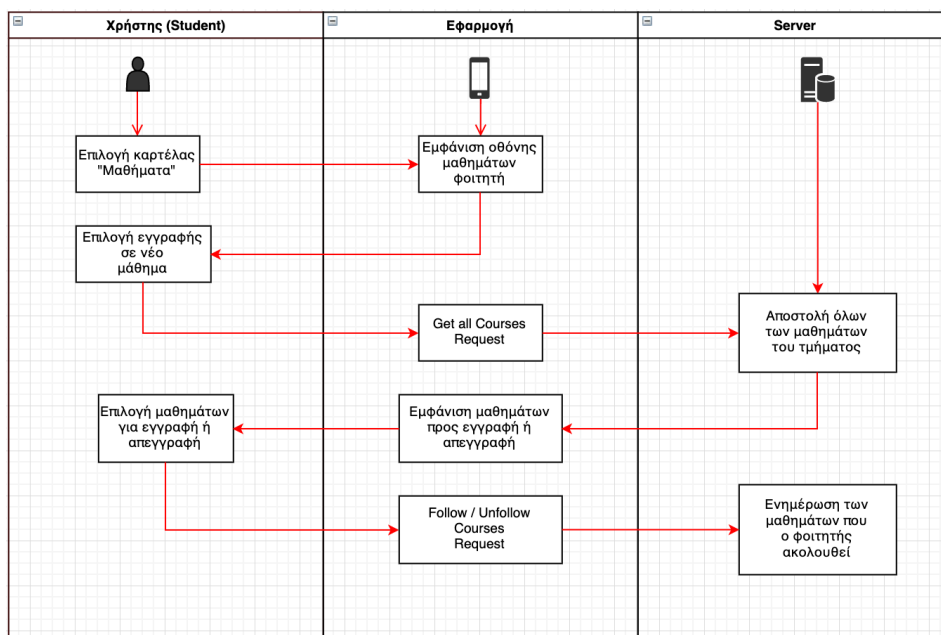 Χρήστης (Student)
Εφαρμογή
Server
Επιλογή καρτέλας
"Μαθήματα"
Εμφάνιση οθόνης
μαθημάτων
φοιτητή
Επιλογή εγγραφής
σε νέο
μάθημα
Get all Courses
Request
Αποστολή όλων
των μαθημάτων
του τμήματος
Επιλογή μαθημάτων
για εγγραφή ή
απεγγραφή
Εμφάνιση μαθημάτων
προς εγγραφή ή
απεγγραφή
Follow / Unfollow
Courses
Request
Ενημέρωση των
μαθημάτων που
ο φοιτητής
ακολουθεί